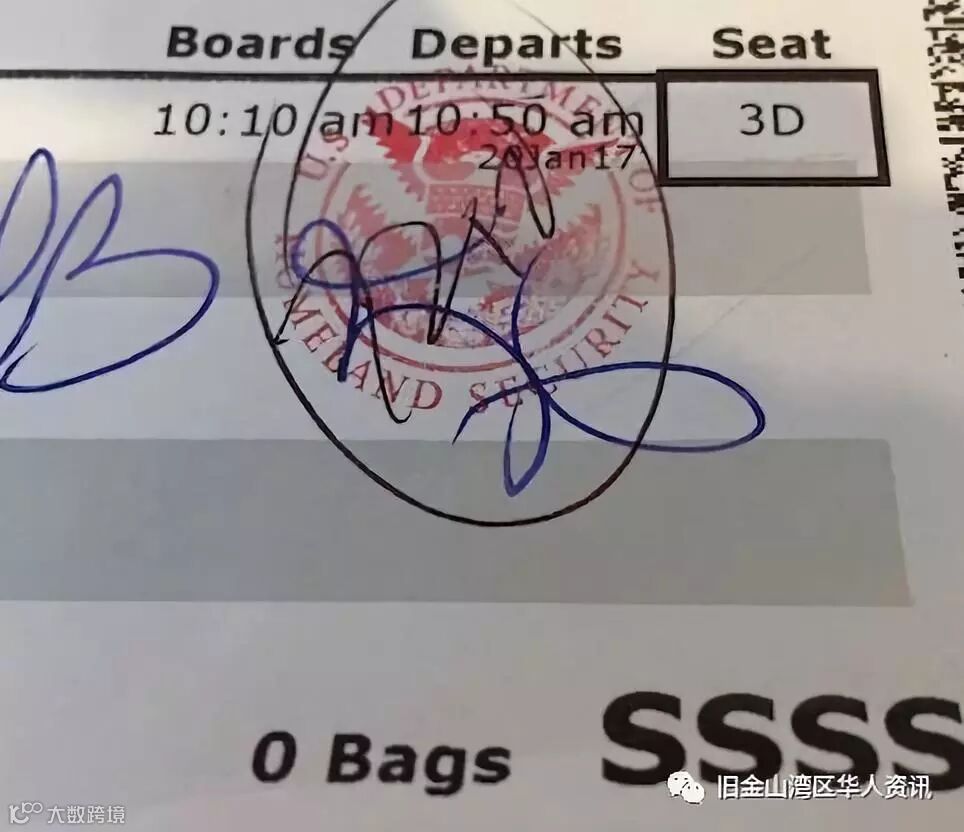 Boards Departs Seat
10:10 am 10:50 am 3D
20Jan17
U.S. DEPARTMENT OF
HOMELAND SECURITY
0 Bags SSSS
旧金山湾区华人资讯
大数跨境